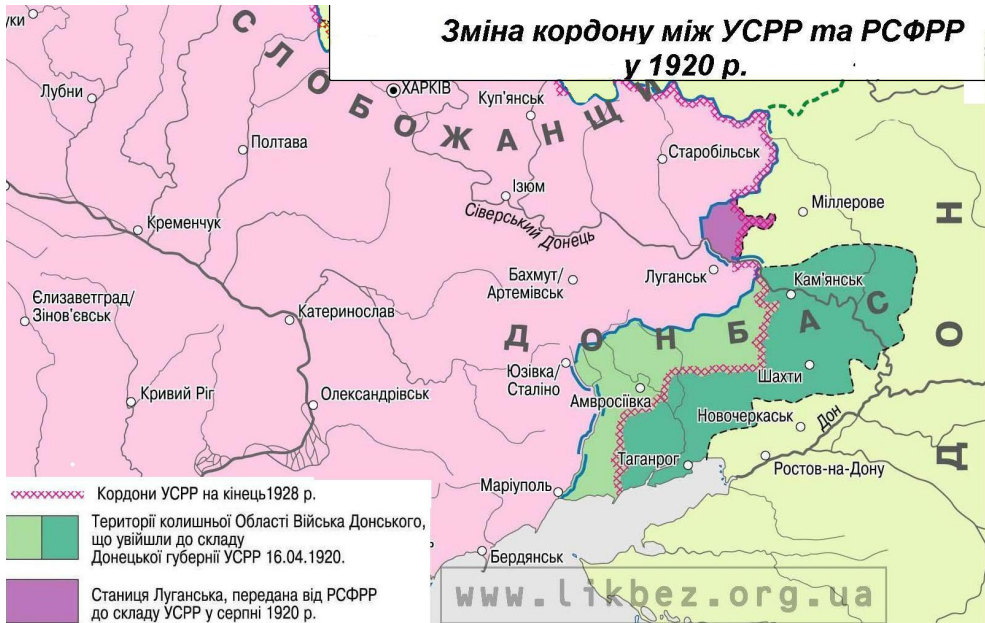 Зміна кордону між УСРР та РСФРР
у 1920 р.
Лубни
ХАРКІВ
Куп'янськ
СЛОБОЖАНЩИ
Полтава
Старобільськ
Ізюм
Сіверський Донець
Міллерове
Кременчук
Луганськ
Кам'янськ
Бахмут/
Артемівськ
Єлизаветград/
Зінов'євськ
Катеринослав
ДОНБАС
ДОН
Юзівка/
Сталіно
Шахти
Амвросіївка
Кривий Ріг
Олександрівськ
Новочеркаськ
Дон
Таганрог
Ростов-на-Дону
Маріуполь
Бердянськ
Кордони УСРР на кінець1928 р.
Території колишньої Області Війська Донського,
що увійшли до складу
Донецької губернії УСРР 16.04.1920.
Станиця Луганська, передана від РСФРР
до складу УСРР у серпні 1920 р.
www.likbez.org.ua